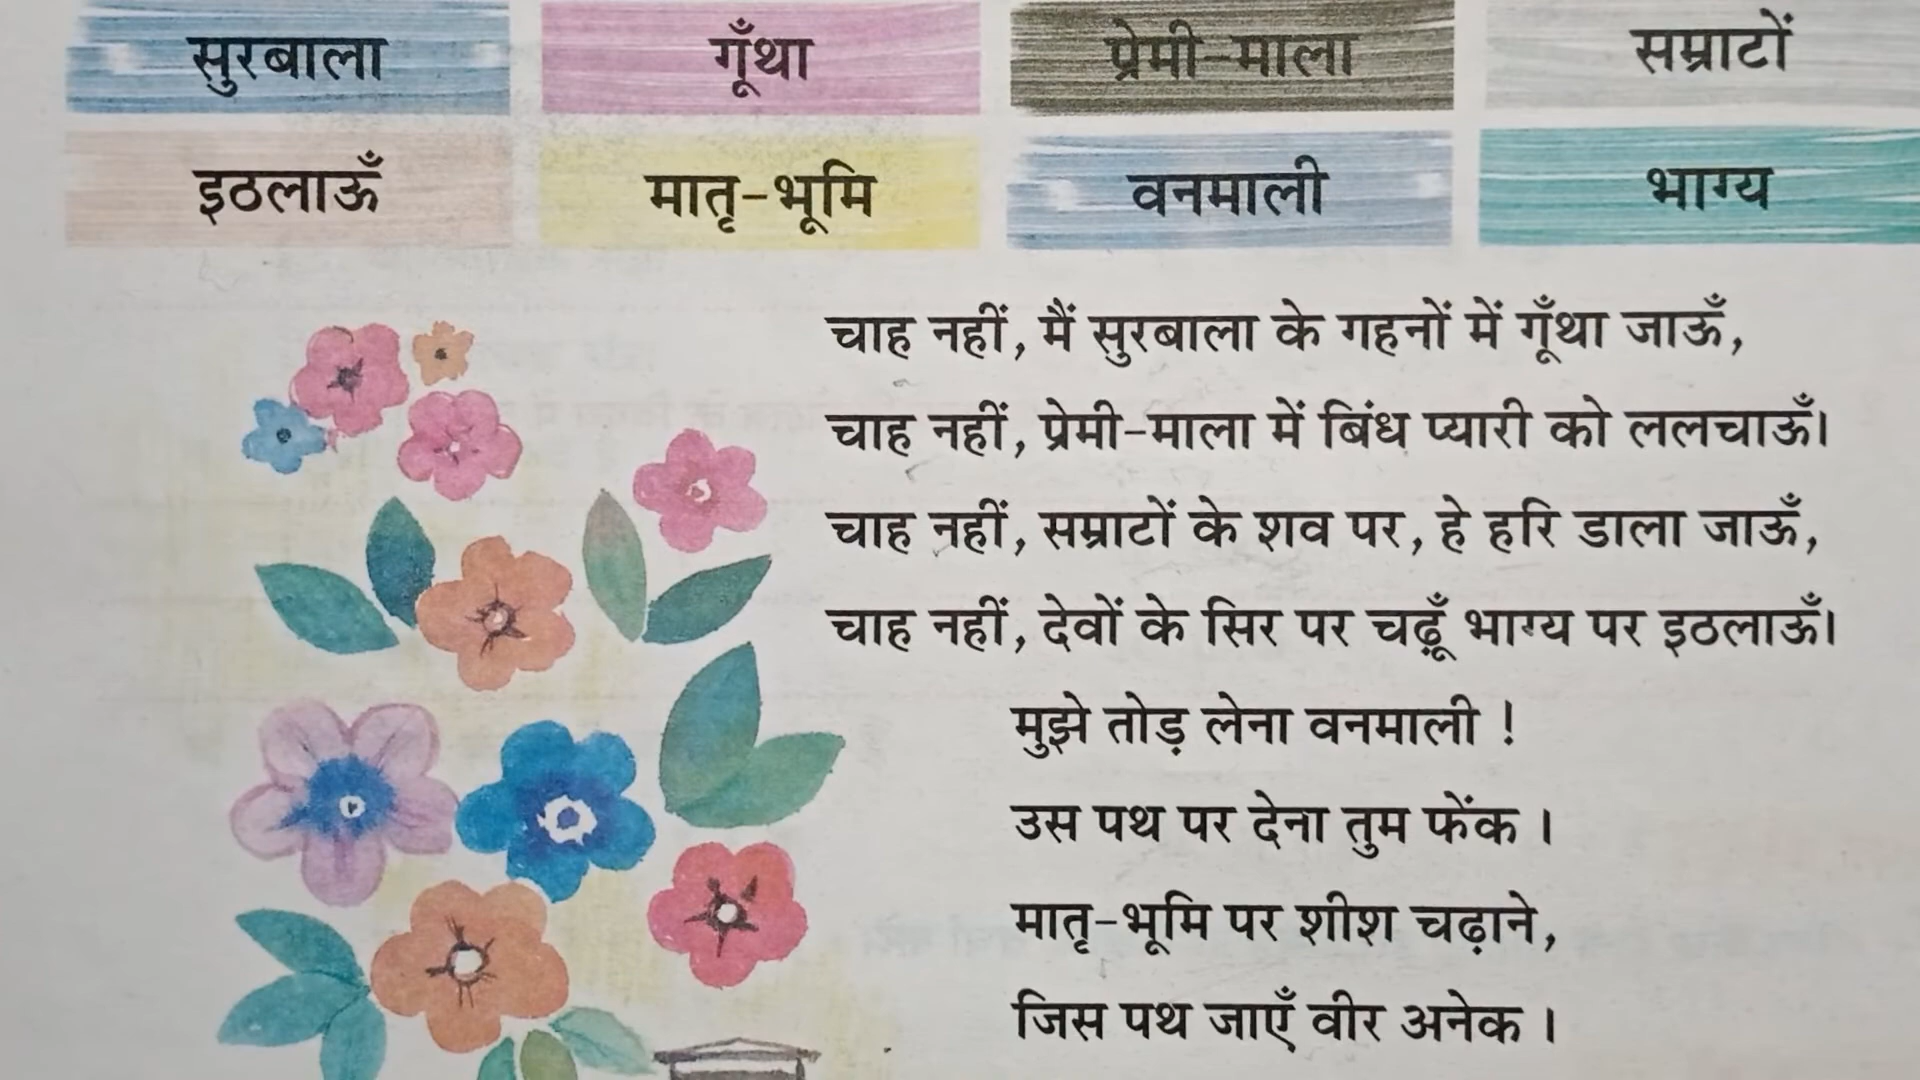 सुरबाला गूँथा प्रेमी-माला सम्राटों
इठलाऊँ मातृ-भूमि वनमाली भाग्य
चाह नहीं, मैं सुरबाला के गहनों में गूँथा जाऊँ,
चाह नहीं, प्रेमी-माला में बिंध प्यारी को ललचाऊँ।
चाह नहीं, सम्राटों के शव पर, हे हरि डाला जाऊँ,
चाह नहीं, देवों के सिर पर चढ़ूँ भाग्य पर इठलाऊँ।
मुझे तोड़ लेना वनमाली !
उस पथ पर देना तुम फेंक ।
मातृ-भूमि पर शीश चढ़ाने,
जिस पथ जाएँ वीर अनेक ।